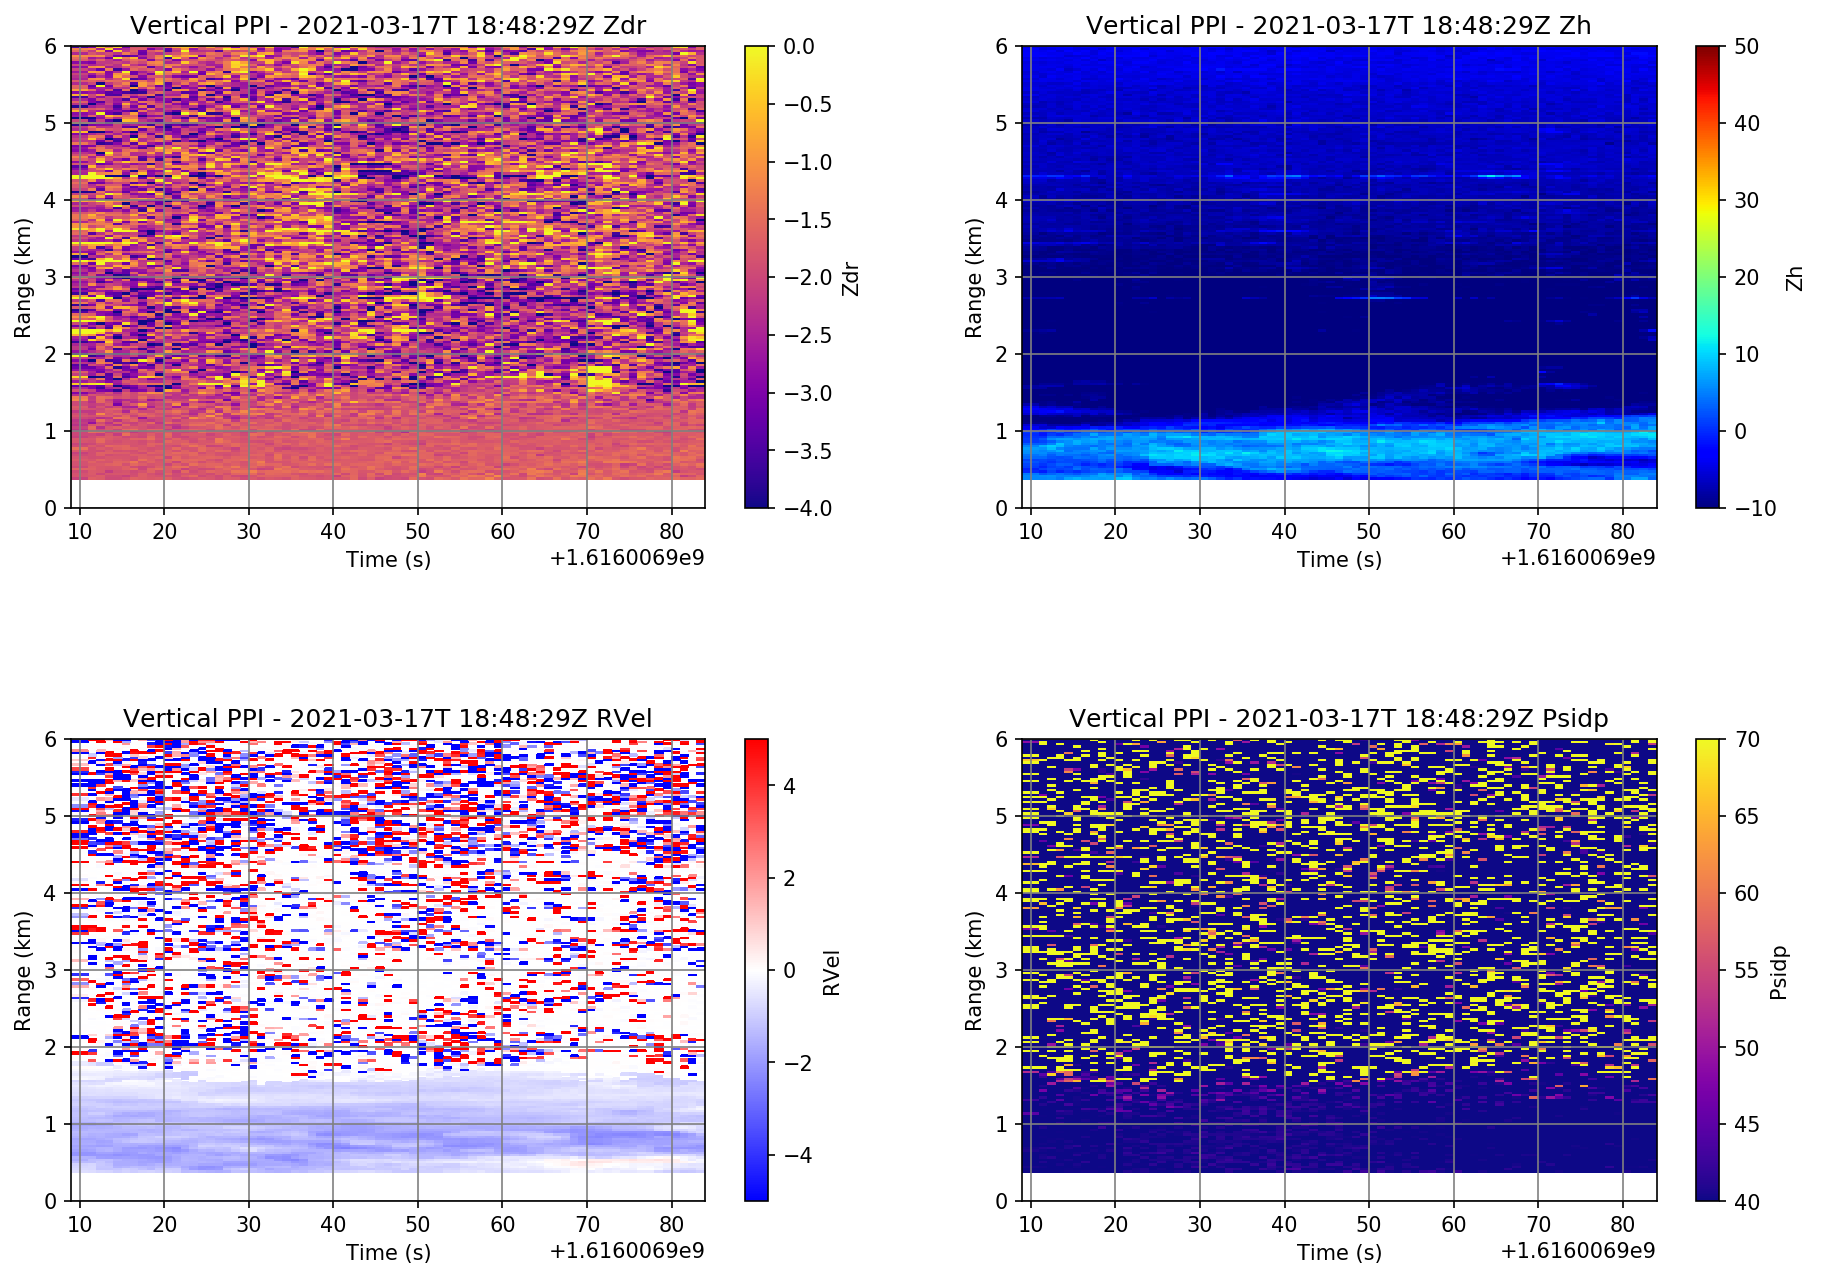 Vertical PPI - 2021-03-17T 18:48:29Z Zdr
6
5
4
3
2
1
0
Range (km)
10 20 30 40 50 60 70 80
Time (s)
+1.6160069e9
0.0
−0.5
−1.0
−1.5
−2.0
−2.5
−3.0
−3.5
−4.0
Zdr
Vertical PPI - 2021-03-17T 18:48:29Z Zh
6
5
4
3
2
1
0
Range (km)
10 20 30 40 50 60 70 80
Time (s)
+1.6160069e9
50
40
30
20
10
0
−10
Zh
Vertical PPI - 2021-03-17T 18:48:29Z RVel
6
5
4
3
2
1
0
Range (km)
10 20 30 40 50 60 70 80
Time (s)
+1.6160069e9
4
2
0
−2
−4
RVel
Vertical PPI - 2021-03-17T 18:48:29Z Psidp
6
5
4
3
2
1
0
Range (km)
10 20 30 40 50 60 70 80
Time (s)
+1.6160069e9
70
65
60
55
50
45
40
Psidp